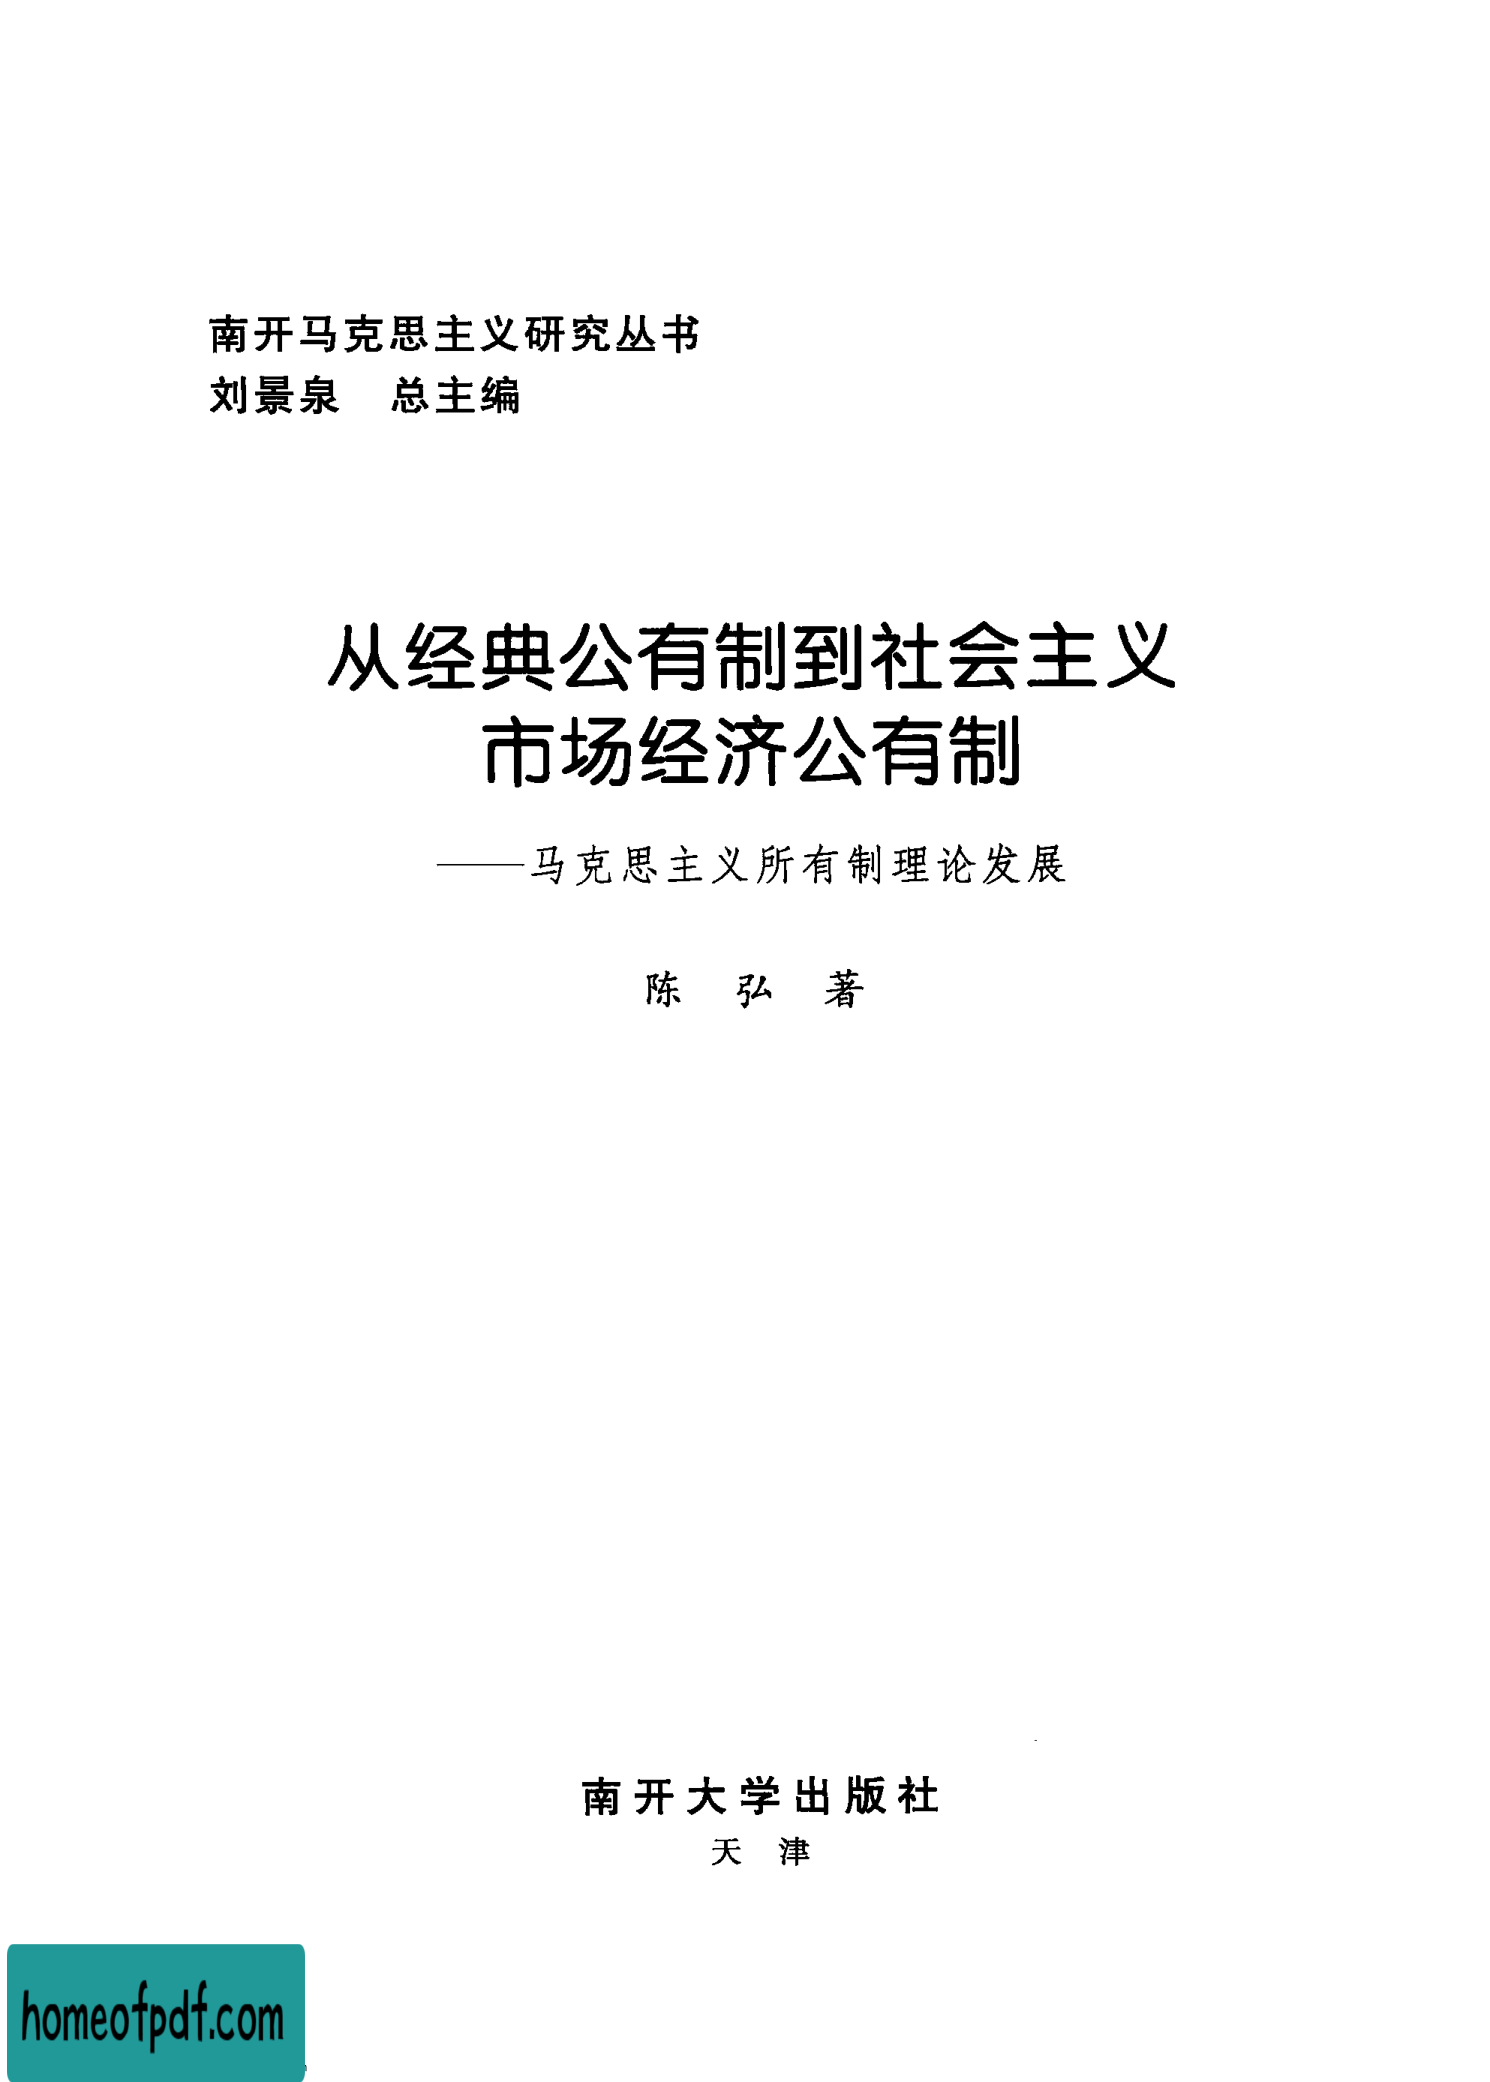 南开马克思主义研究丛书
刘景泉　总主编
从经典公有制到社会主义
市场经济公有制
——马克思主义所有制理论发展
陈　弘　著
南开大学出版社
天　津
homeofpdf.com